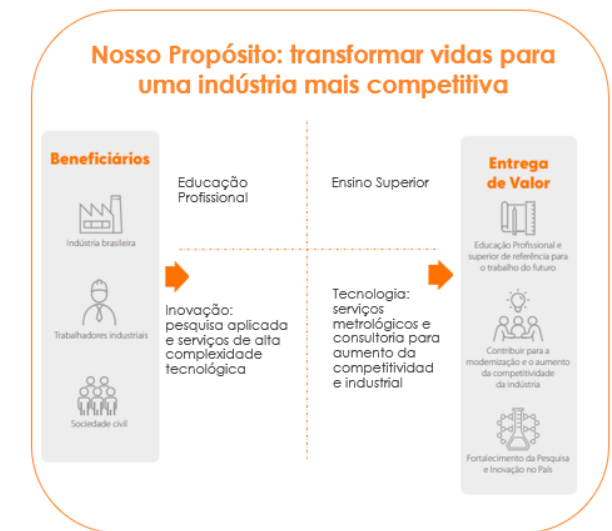 Nosso Propósito: transformar vidas para
uma indústria mais competitiva
Beneficiários
Indústria brasileira
Trabalhadores industriais
Sociedade civil
Educação
Profissional
Ensino Superior
Inovação:
pesquisa aplicada
e serviços de alta
complexidade
tecnológica
Tecnologia:
serviços
metrológicos e
consultoria para
aumento da
competitividad
e industrial
Entrega
de Valor
Educação Profissional e
superior de referência para
o trabalho do futuro
Contribuir para a
modernização e o aumento
da competitividade
da indústria
Fortalecimento da Pesquisa
e Inovação no País